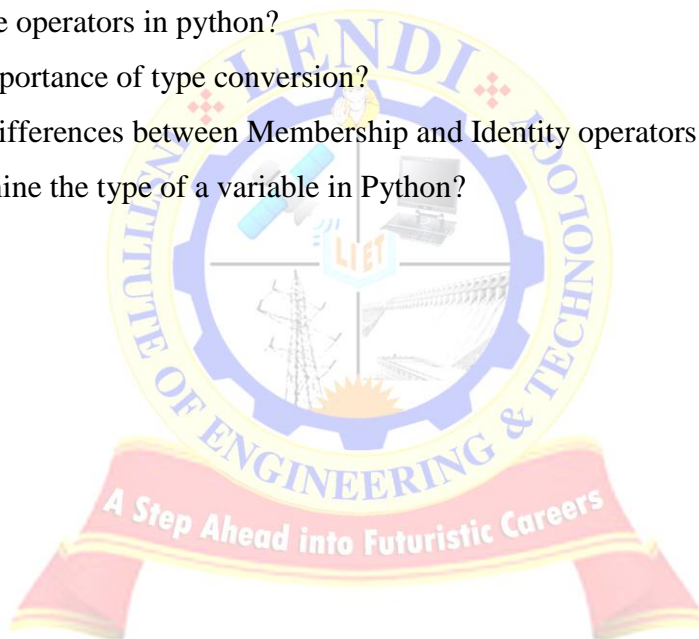 e operators in python?
portance of type conversion?
ifferences between Membership and Identity operators
nine the type of a variable in Python?
LENDI
INSTITUTE OF ENGINEERING & TECHNOLOGY
LIET
A Step Ahead into Futuristic Careers